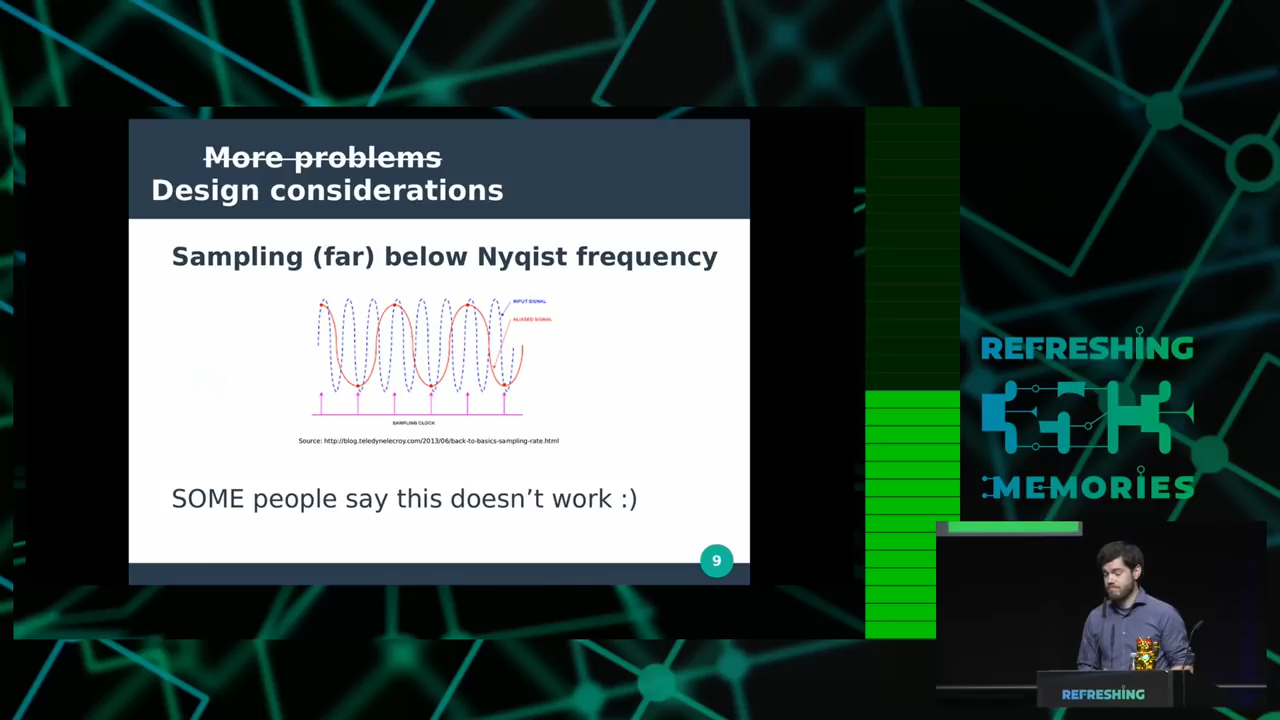 More problems
Design considerations
Sampling (far) below Nyqist frequency
INPUT SIGNAL
ALIASED SIGNAL
SAMPLING CLOCK
Source: http://blog.teledynelecroy.com/2013/06/back-to-basics-sampling-rate.html
SOME people say this doesn’t work :)
9
REFRESHING
35K
MEMORIES
REFRESHING